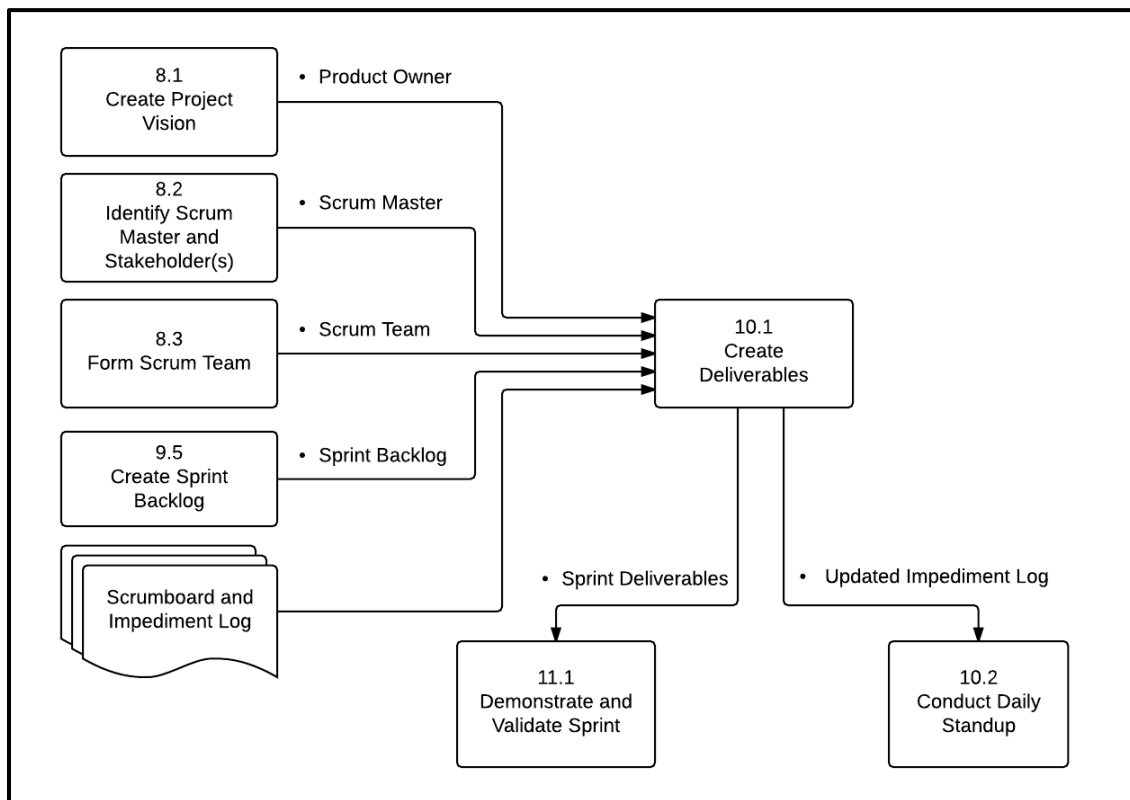 8.1
Create Project
Vision
• Product Owner
8.2
Identify Scrum
Master and
Stakeholder(s)
• Scrum Master
8.3
Form Scrum Team
• Scrum Team
10.1
Create
Deliverables
9.5
Create Sprint
Backlog
• Sprint Backlog
Scrumboard and
Impediment Log
• Sprint Deliverables
• Updated Impediment Log
11.1
Demonstrate and
Validate Sprint
10.2
Conduct Daily
Standup